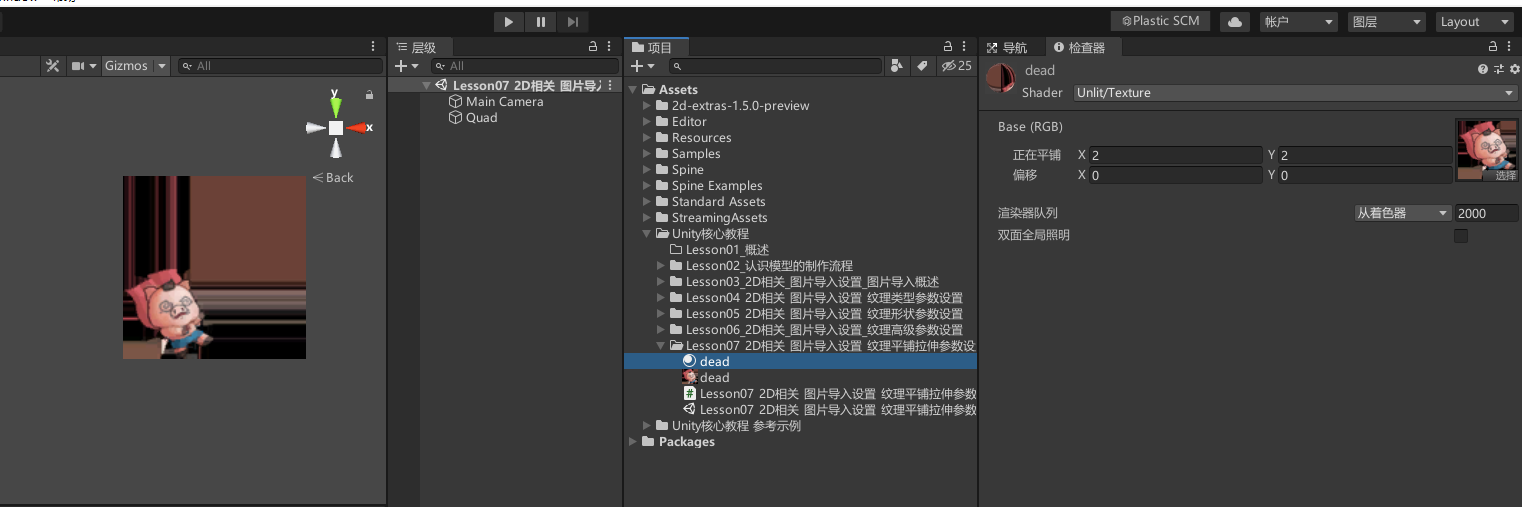 Plastic SCM
帐户
图层
Layout
Gizmos
All
y
x
Back
层级
All
Lesson07 2D相关 图片导入
Main Camera
Quad
项目
25
Assets
2d-extras-1.5.0-preview
Editor
Resources
Samples
Spine
Spine Examples
Standard Assets
StreamingAssets
Unity核心教程
Lesson01_概述
Lesson02_认识模型的制作流程
Lesson03_2D相关_图片导入设置_图片导入概述
Lesson04 2D相关 图片导入设置 纹理类型参数设置
Lesson05 2D相关 图片导入设置 纹理形状参数设置
Lesson06_2D相关_图片导入设置_纹理高级参数设置
Lesson07 2D相关 图片导入设置 纹理平铺拉伸参数设
dead
dead
Lesson07 2D相关 图片导入设置 纹理平铺拉伸参数
Lesson07 2D相关 图片导入设置 纹理平铺拉伸参数
Unity核心教程 参考示例
Packages
导航
检查器
dead
Shader Unlit/Texture
Base (RGB)
正在平铺 X 2 Y 2
偏移 X 0 Y 0
选择
渲染器队列 从着色器 2000
双面全局照明